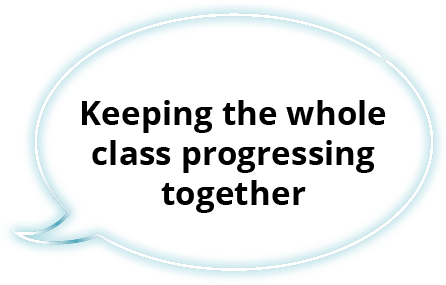 Keeping the whole
class progressing
together